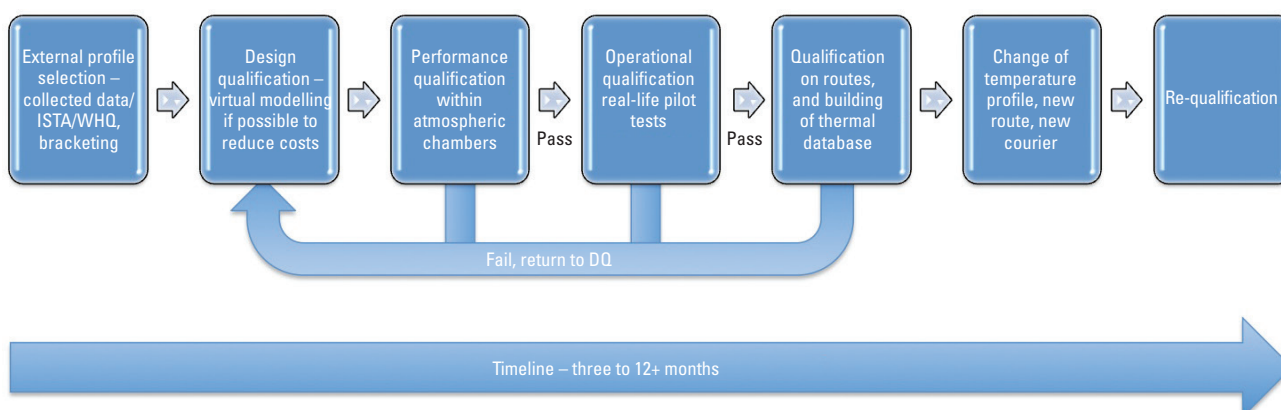 External profile
selection –
collected data/
ISTA/WHQ,
bracketing
Design
qualification –
virtual modelling
if possible to
reduce costs
Performance
qualification
within
atmospheric
chambers
Pass
Operational
qualification
real-life pilot
tests
Pass
Qualification
on routes,
and building
of thermal
database
Change of
temperature
profile, new
route, new
courier
Re-qualification
Fail, return to DQ
Timeline – three to 12+ months